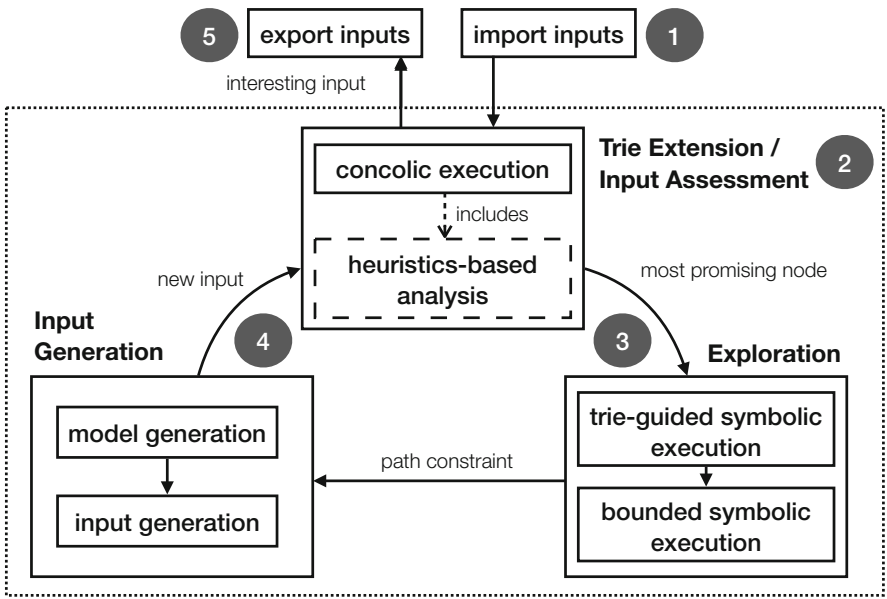 5
export inputs
import inputs
1
interesting input
Trie Extension /
Input Assessment
2
concolic execution
includes
heuristics-based
analysis
new input
most promising node
Input
Generation
4
3
Exploration
model generation
input generation
path constraint
trie-guided symbolic
execution
bounded symbolic
execution